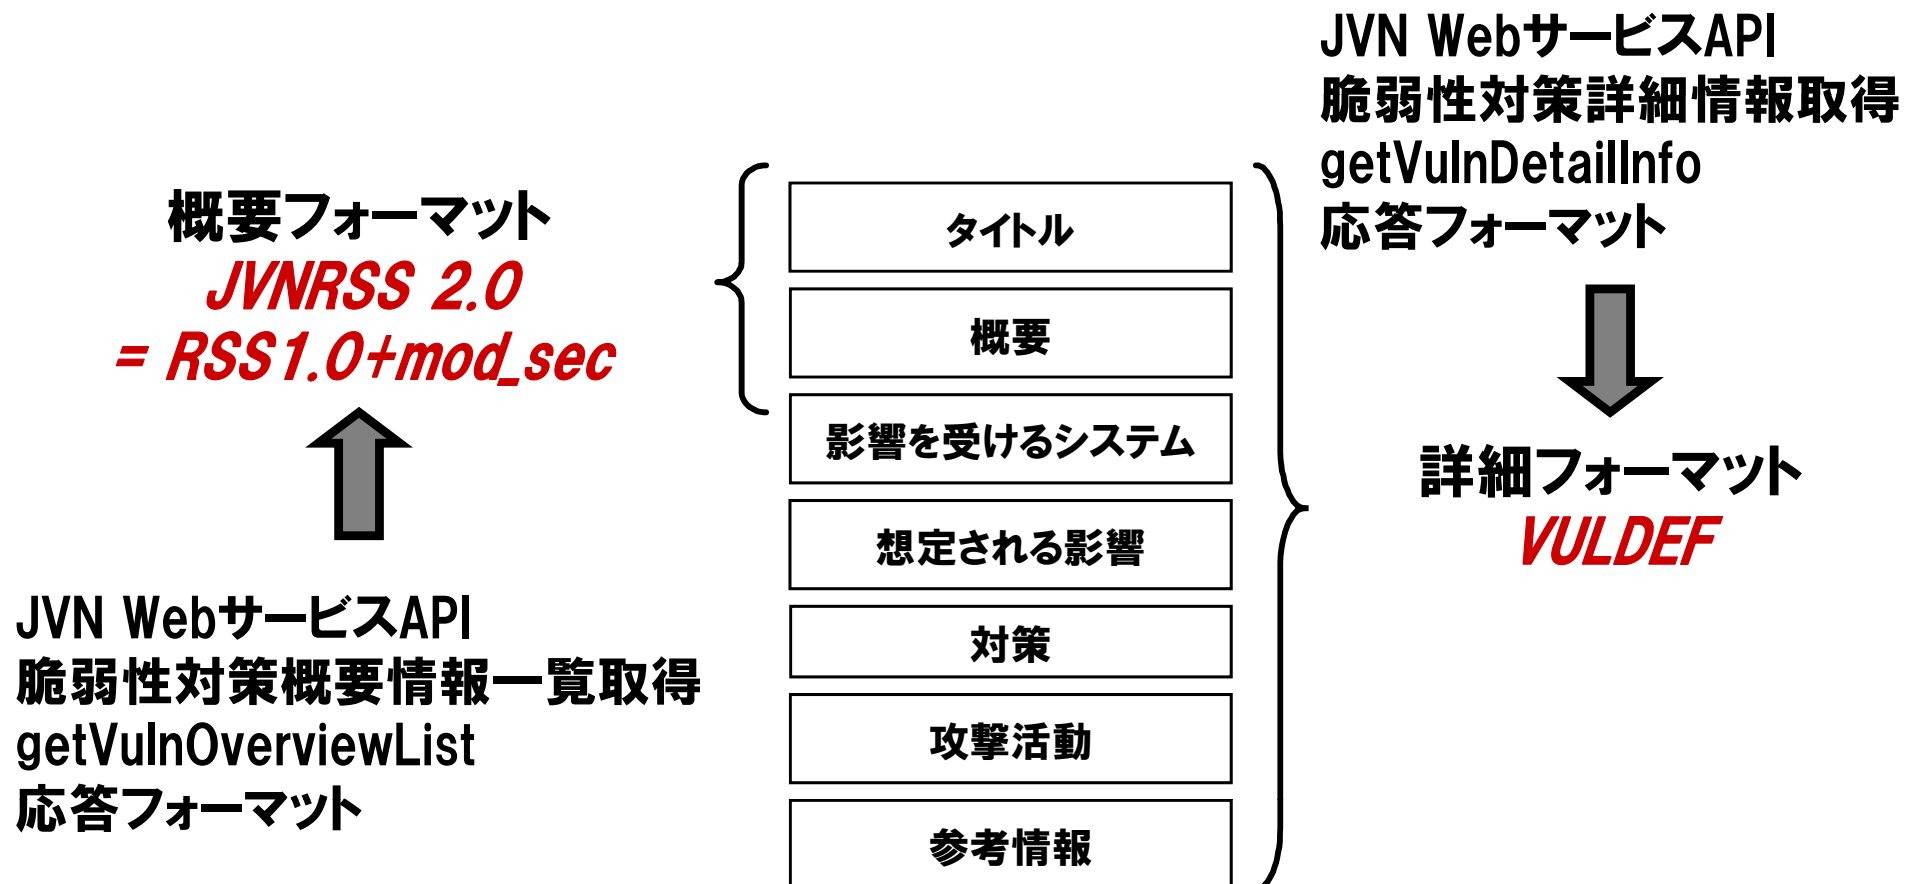 概要フォーマット
JVNRSS 2.0
= RSS1.0+mod_sec
JVN WebサービスAPI
脆弱性対策概要情報一覧取得
getVulnOverviewList
応答フォーマット
タイトル
概要
影響を受けるシステム
想定される影響
対策
攻撃活動
参考情報
JVN WebサービスAPI
脆弱性対策詳細情報取得
getVulnDetailInfo
応答フォーマット
詳細フォーマット
VULDEF